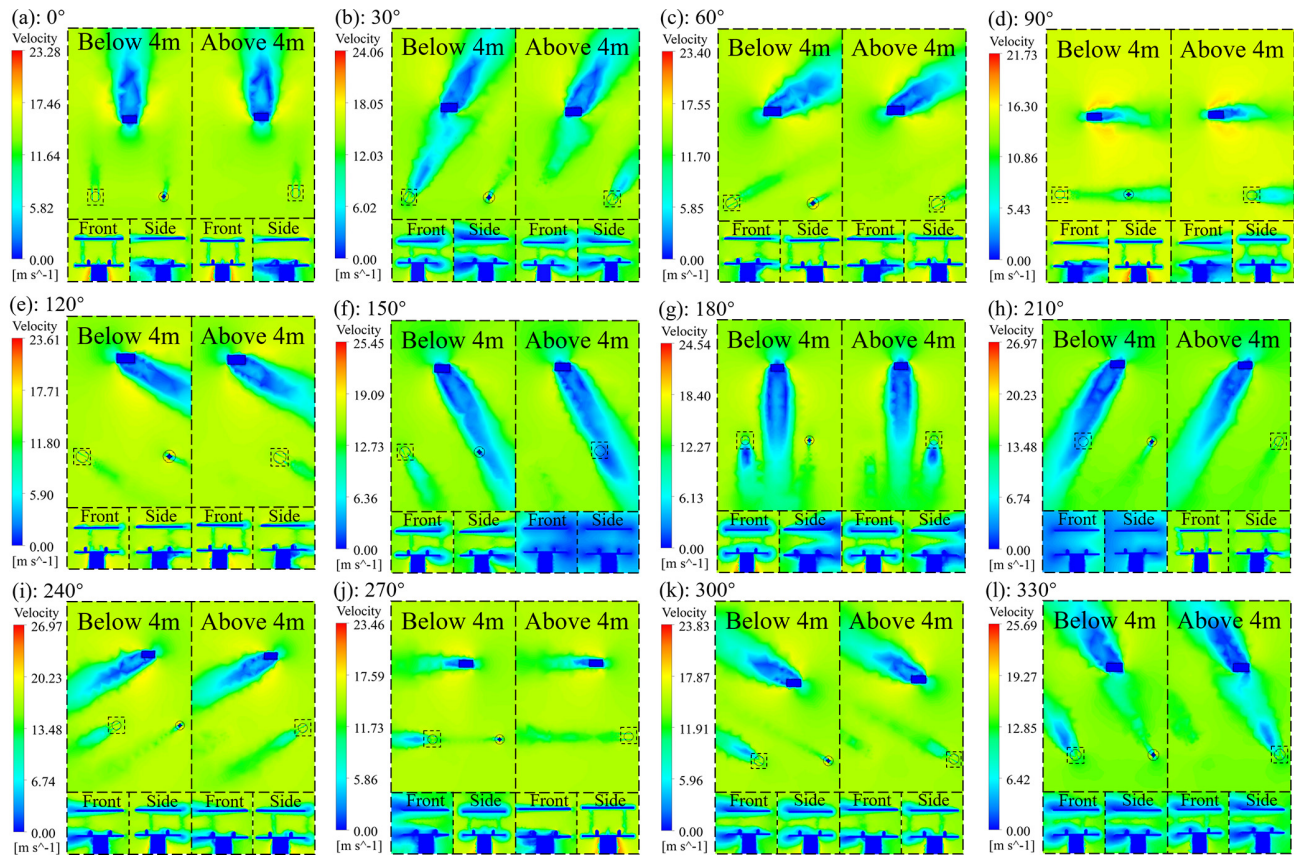 (a): 0°
Velocity
23.28
17.46
11.64
5.82
0.00
[m s^-1]
Below 4m
Above 4m
Front
Side
Front
Side
(b): 30°
Velocity
24.06
18.05
12.03
6.02
0.00
[m s^-1]
Below 4m
Above 4m
Front
Side
Front
Side
(c): 60°
Velocity
23.40
17.55
11.70
5.85
0.00
[m s^-1]
Below 4m
Above 4m
Front
Side
Front
Side
(d): 90°
Velocity
21.73
16.30
10.86
5.43
0.00
[m s^-1]
Below 4m
Above 4m
Front
Side
Front
Side
(e): 120°
Velocity
23.61
17.71
11.80
5.90
0.00
[m s^-1]
Below 4m
Above 4m
Front
Side
Front
Side
(f): 150°
Velocity
25.45
19.09
12.73
6.36
0.00
[m s^-1]
Below 4m
Above 4m
Front
Side
Front
Side
(g): 180°
Velocity
24.54
18.40
12.27
6.13
0.00
[m s^-1]
Below 4m
Above 4m
Front
Side
Front
Side
(h): 210°
Velocity
26.97
20.23
13.48
6.74
0.00
[m s^-1]
Below 4m
Above 4m
Front
Side
Front
Side
(i): 240°
Velocity
26.97
20.23
13.48
6.74
0.00
[m s^-1]
Below 4m
Above 4m
Front
Side
Front
Side
(j): 270°
Velocity
23.46
17.59
11.73
5.86
0.00
[m s^-1]
Below 4m
Above 4m
Front
Side
Front
Side
(k): 300°
Velocity
23.83
17.87
11.91
5.96
0.00
[m s^-1]
Below 4m
Above 4m
Front
Side
Front
Side
(l): 330°
Velocity
25.69
19.27
12.85
6.42
0.00
[m s^-1]
Below 4m
Above 4m
Front
Side
Front
Side